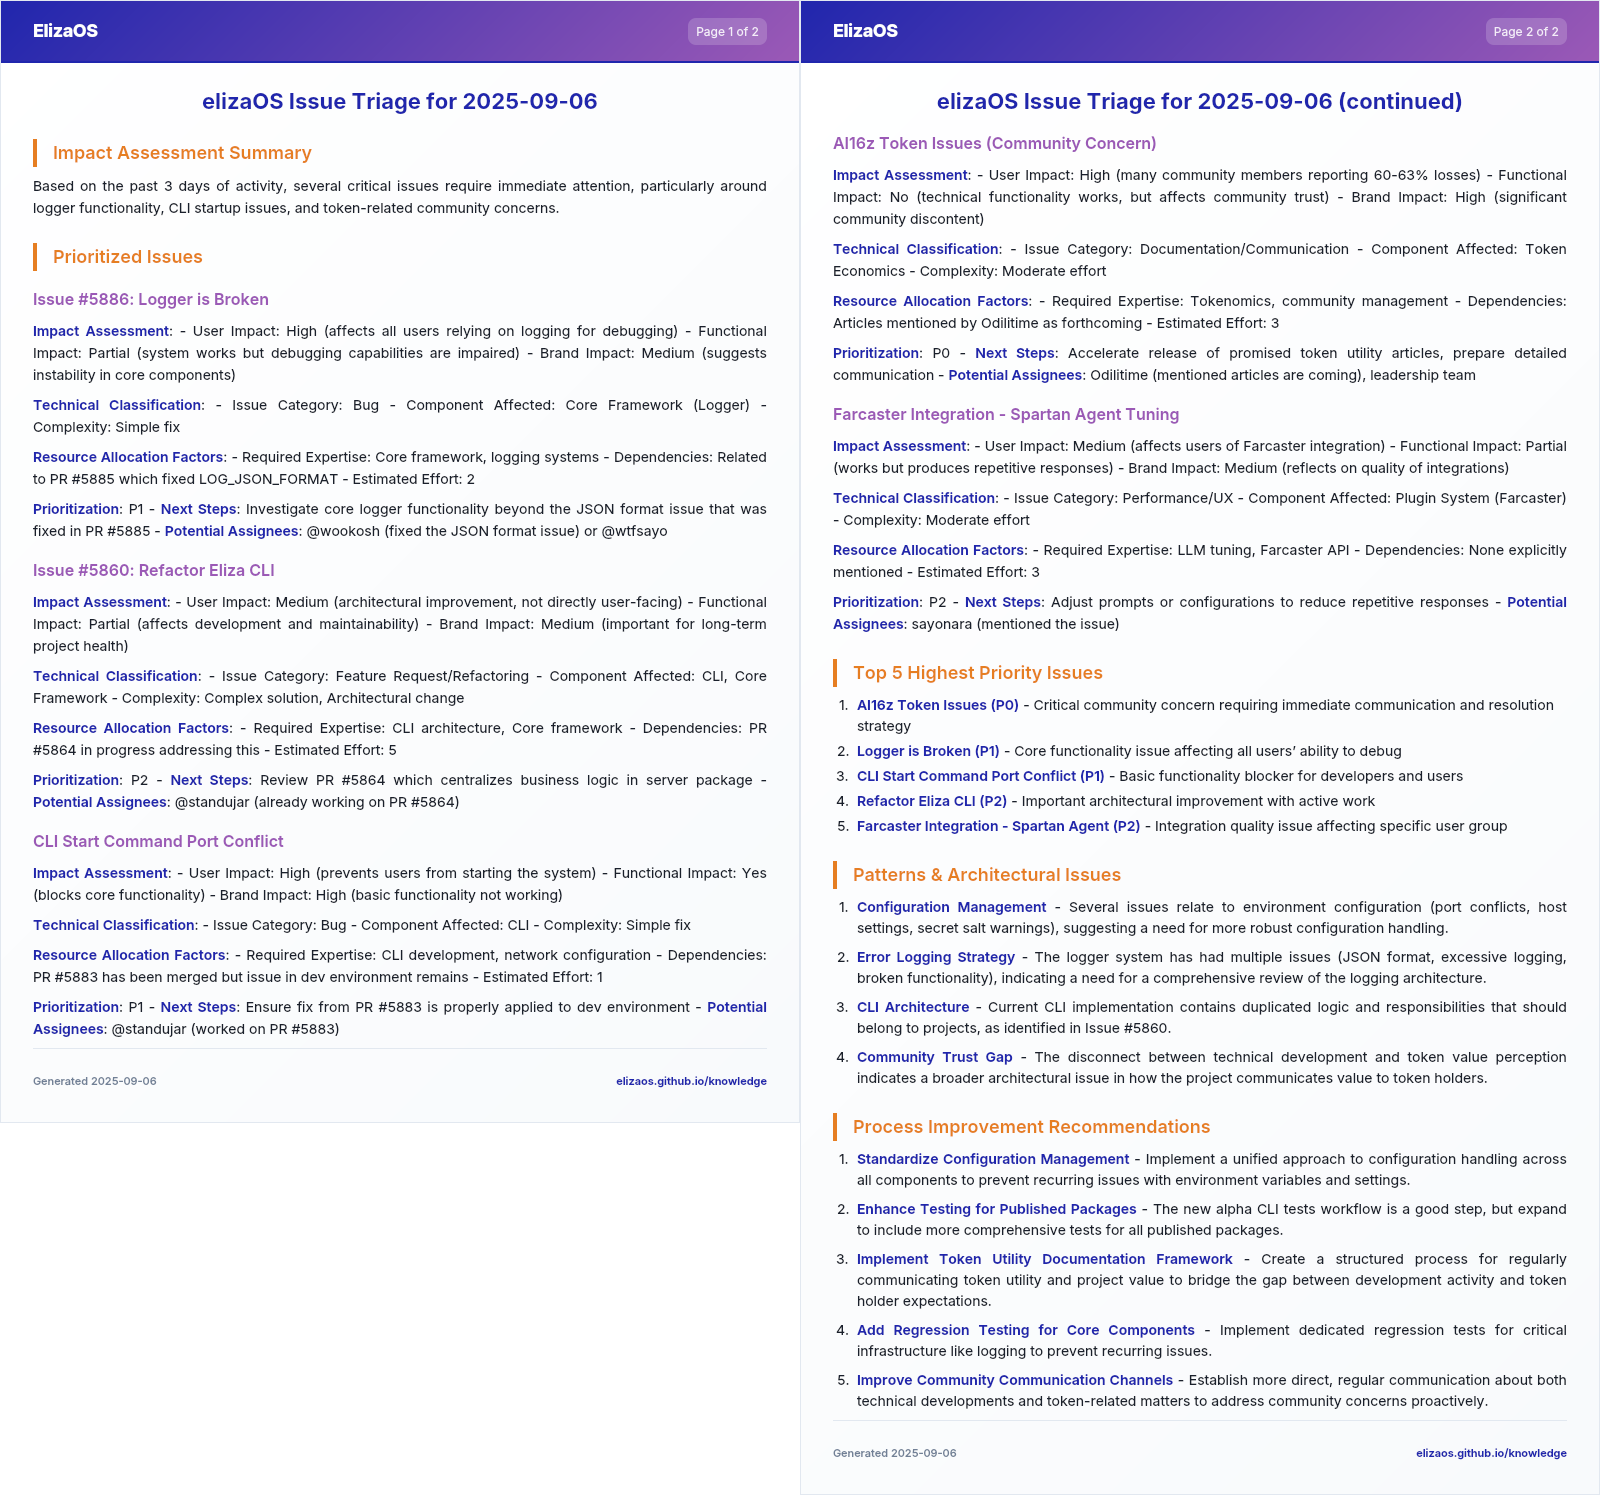 ElizaOS
Page 1 of 2
elizaOS Issue Triage for 2025-09-06
Impact Assessment Summary
Based on the past 3 days of activity, several critical issues require immediate attention, particularly around
logger functionality, CLI startup issues, and token-related community concerns.
Prioritized Issues
Issue #5886: Logger is Broken
Impact Assessment: - User Impact: High (affects all users relying on logging for debugging) - Functional
Impact: Partial (system works but debugging capabilities are impaired) - Brand Impact: Medium (suggests
instability in core components)
Technical Classification: - Issue Category: Bug - Component Affected: Core Framework (Logger) -
Complexity: Simple fix
Resource Allocation Factors: - Required Expertise: Core framework, logging systems - Dependencies: Related
to PR #5885 which fixed LOG_JSON_FORMAT - Estimated Effort: 2
Prioritization: P1 - Next Steps: Investigate core logger functionality beyond the JSON format issue that was
fixed in PR #5885 - Potential Assignees: @wookosh (fixed the JSON format issue) or @wtfsayo
Issue #5860: Refactor Eliza CLI
Impact Assessment: - User Impact: Medium (architectural improvement, not directly user-facing) - Functional
Impact: Partial (affects development and maintainability) - Brand Impact: Medium (important for long-term
project health)
Technical Classification: - Issue Category: Feature Request/Refactoring - Component Affected: CLI, Core
Framework - Complexity: Complex solution, Architectural change
Resource Allocation Factors: - Required Expertise: CLI architecture, Core framework - Dependencies: PR
#5864 in progress addressing this - Estimated Effort: 5
Prioritization: P2 - Next Steps: Review PR #5864 which centralizes business logic in server package -
Potential Assignees: @standujar (already working on PR #5864)
CLI Start Command Port Conflict
Impact Assessment: - User Impact: High (prevents users from starting the system) - Functional Impact: Yes
(blocks core functionality) - Brand Impact: High (basic functionality not working)
Technical Classification: - Issue Category: Bug - Component Affected: CLI - Complexity: Simple fix
Resource Allocation Factors: - Required Expertise: CLI development, network configuration - Dependencies:
PR #5883 has been merged but issue in dev environment remains - Estimated Effort: 1
Prioritization: P1 - Next Steps: Ensure fix from PR #5883 is properly applied to dev environment - Potential
Assignees: @standujar (worked on PR #5883)
Generated 2025-09-06
elizaos.github.io/knowledge
ElizaOS
Page 2 of 2
elizaOS Issue Triage for 2025-09-06 (continued)
AI16z Token Issues (Community Concern)
Impact Assessment: - User Impact: High (many community members reporting 60-63% losses) - Functional
Impact: No (technical functionality works, but affects community trust) - Brand Impact: High (significant
community discontent)
Technical Classification: - Issue Category: Documentation/Communication - Component Affected: Token
Economics - Complexity: Moderate effort
Resource Allocation Factors: - Required Expertise: Tokenomics, community management - Dependencies:
Articles mentioned by Odilitime as forthcoming - Estimated Effort: 3
Prioritization: P0 - Next Steps: Accelerate release of promised token utility articles, prepare detailed
communication - Potential Assignees: Odilitime (mentioned articles are coming), leadership team
Farcaster Integration - Spartan Agent Tuning
Impact Assessment: - User Impact: Medium (affects users of Farcaster integration) - Functional Impact: Partial
(works but produces repetitive responses) - Brand Impact: Medium (reflects on quality of integrations)
Technical Classification: - Issue Category: Performance/UX - Component Affected: Plugin System (Farcaster)
- Complexity: Moderate effort
Resource Allocation Factors: - Required Expertise: LLM tuning, Farcaster API - Dependencies: None explicitly
mentioned - Estimated Effort: 3
Prioritization: P2 - Next Steps: Adjust prompts or configurations to reduce repetitive responses - Potential
Assignees: sayonara (mentioned the issue)
Top 5 Highest Priority Issues
1. AI16z Token Issues (P0) - Critical community concern requiring immediate communication and resolution
strategy
2. Logger is Broken (P1) - Core functionality issue affecting all users’ ability to debug
3. CLI Start Command Port Conflict (P1) - Basic functionality blocker for developers and users
4. Refactor Eliza CLI (P2) - Important architectural improvement with active work
5. Farcaster Integration - Spartan Agent (P2) - Integration quality issue affecting specific user group
Patterns & Architectural Issues
1. Configuration Management - Several issues relate to environment configuration (port conflicts, host
settings, secret salt warnings), suggesting a need for more robust configuration handling.
2. Error Logging Strategy - The logger system has had multiple issues (JSON format, excessive logging,
broken functionality), indicating a need for a comprehensive review of the logging architecture.
3. CLI Architecture - Current CLI implementation contains duplicated logic and responsibilities that should
belong to projects, as identified in Issue #5860.
4. Community Trust Gap - The disconnect between technical development and token value perception
indicates a broader architectural issue in how the project communicates value to token holders.
Process Improvement Recommendations
1. Standardize Configuration Management - Implement a unified approach to configuration handling across
all components to prevent recurring issues with environment variables and settings.
2. Enhance Testing for Published Packages - The new alpha CLI tests workflow is a good step, but expand
to include more comprehensive tests for all published packages.
3. Implement Token Utility Documentation Framework - Create a structured process for regularly
communicating token utility and project value to bridge the gap between development activity and token
holder expectations.
4. Add Regression Testing for Core Components - Implement dedicated regression tests for critical
infrastructure like logging to prevent recurring issues.
5. Improve Community Communication Channels - Establish more direct, regular communication about both
technical developments and token-related matters to address community concerns proactively.
Generated 2025-09-06
elizaos.github.io/knowledge